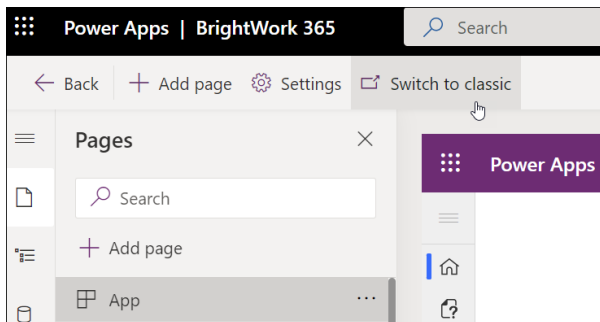 Power Apps | BrightWork 365
Search
Back
Add page
Settings
Switch to classic
Pages
Search
Add page
App
...
Power Apps